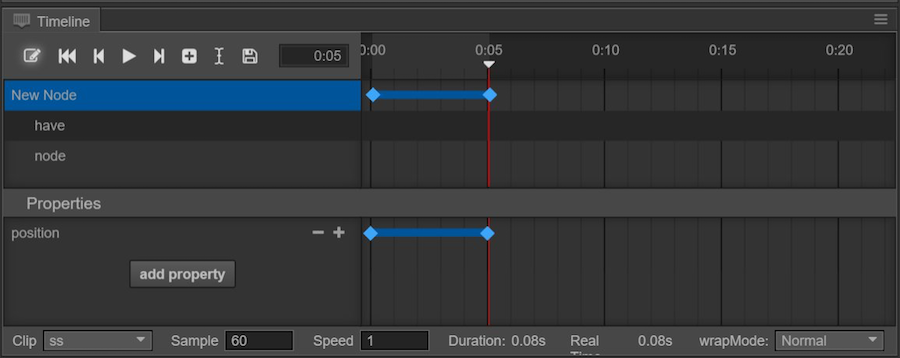 Timeline
0:05
0:00 0:05 0:10 0:15 0:20
New Node
have
node
Properties
position
add property
Clip ss Sample 60 Speed 1 Duration: 0.08s Real 0.08s wrapMode: Normal